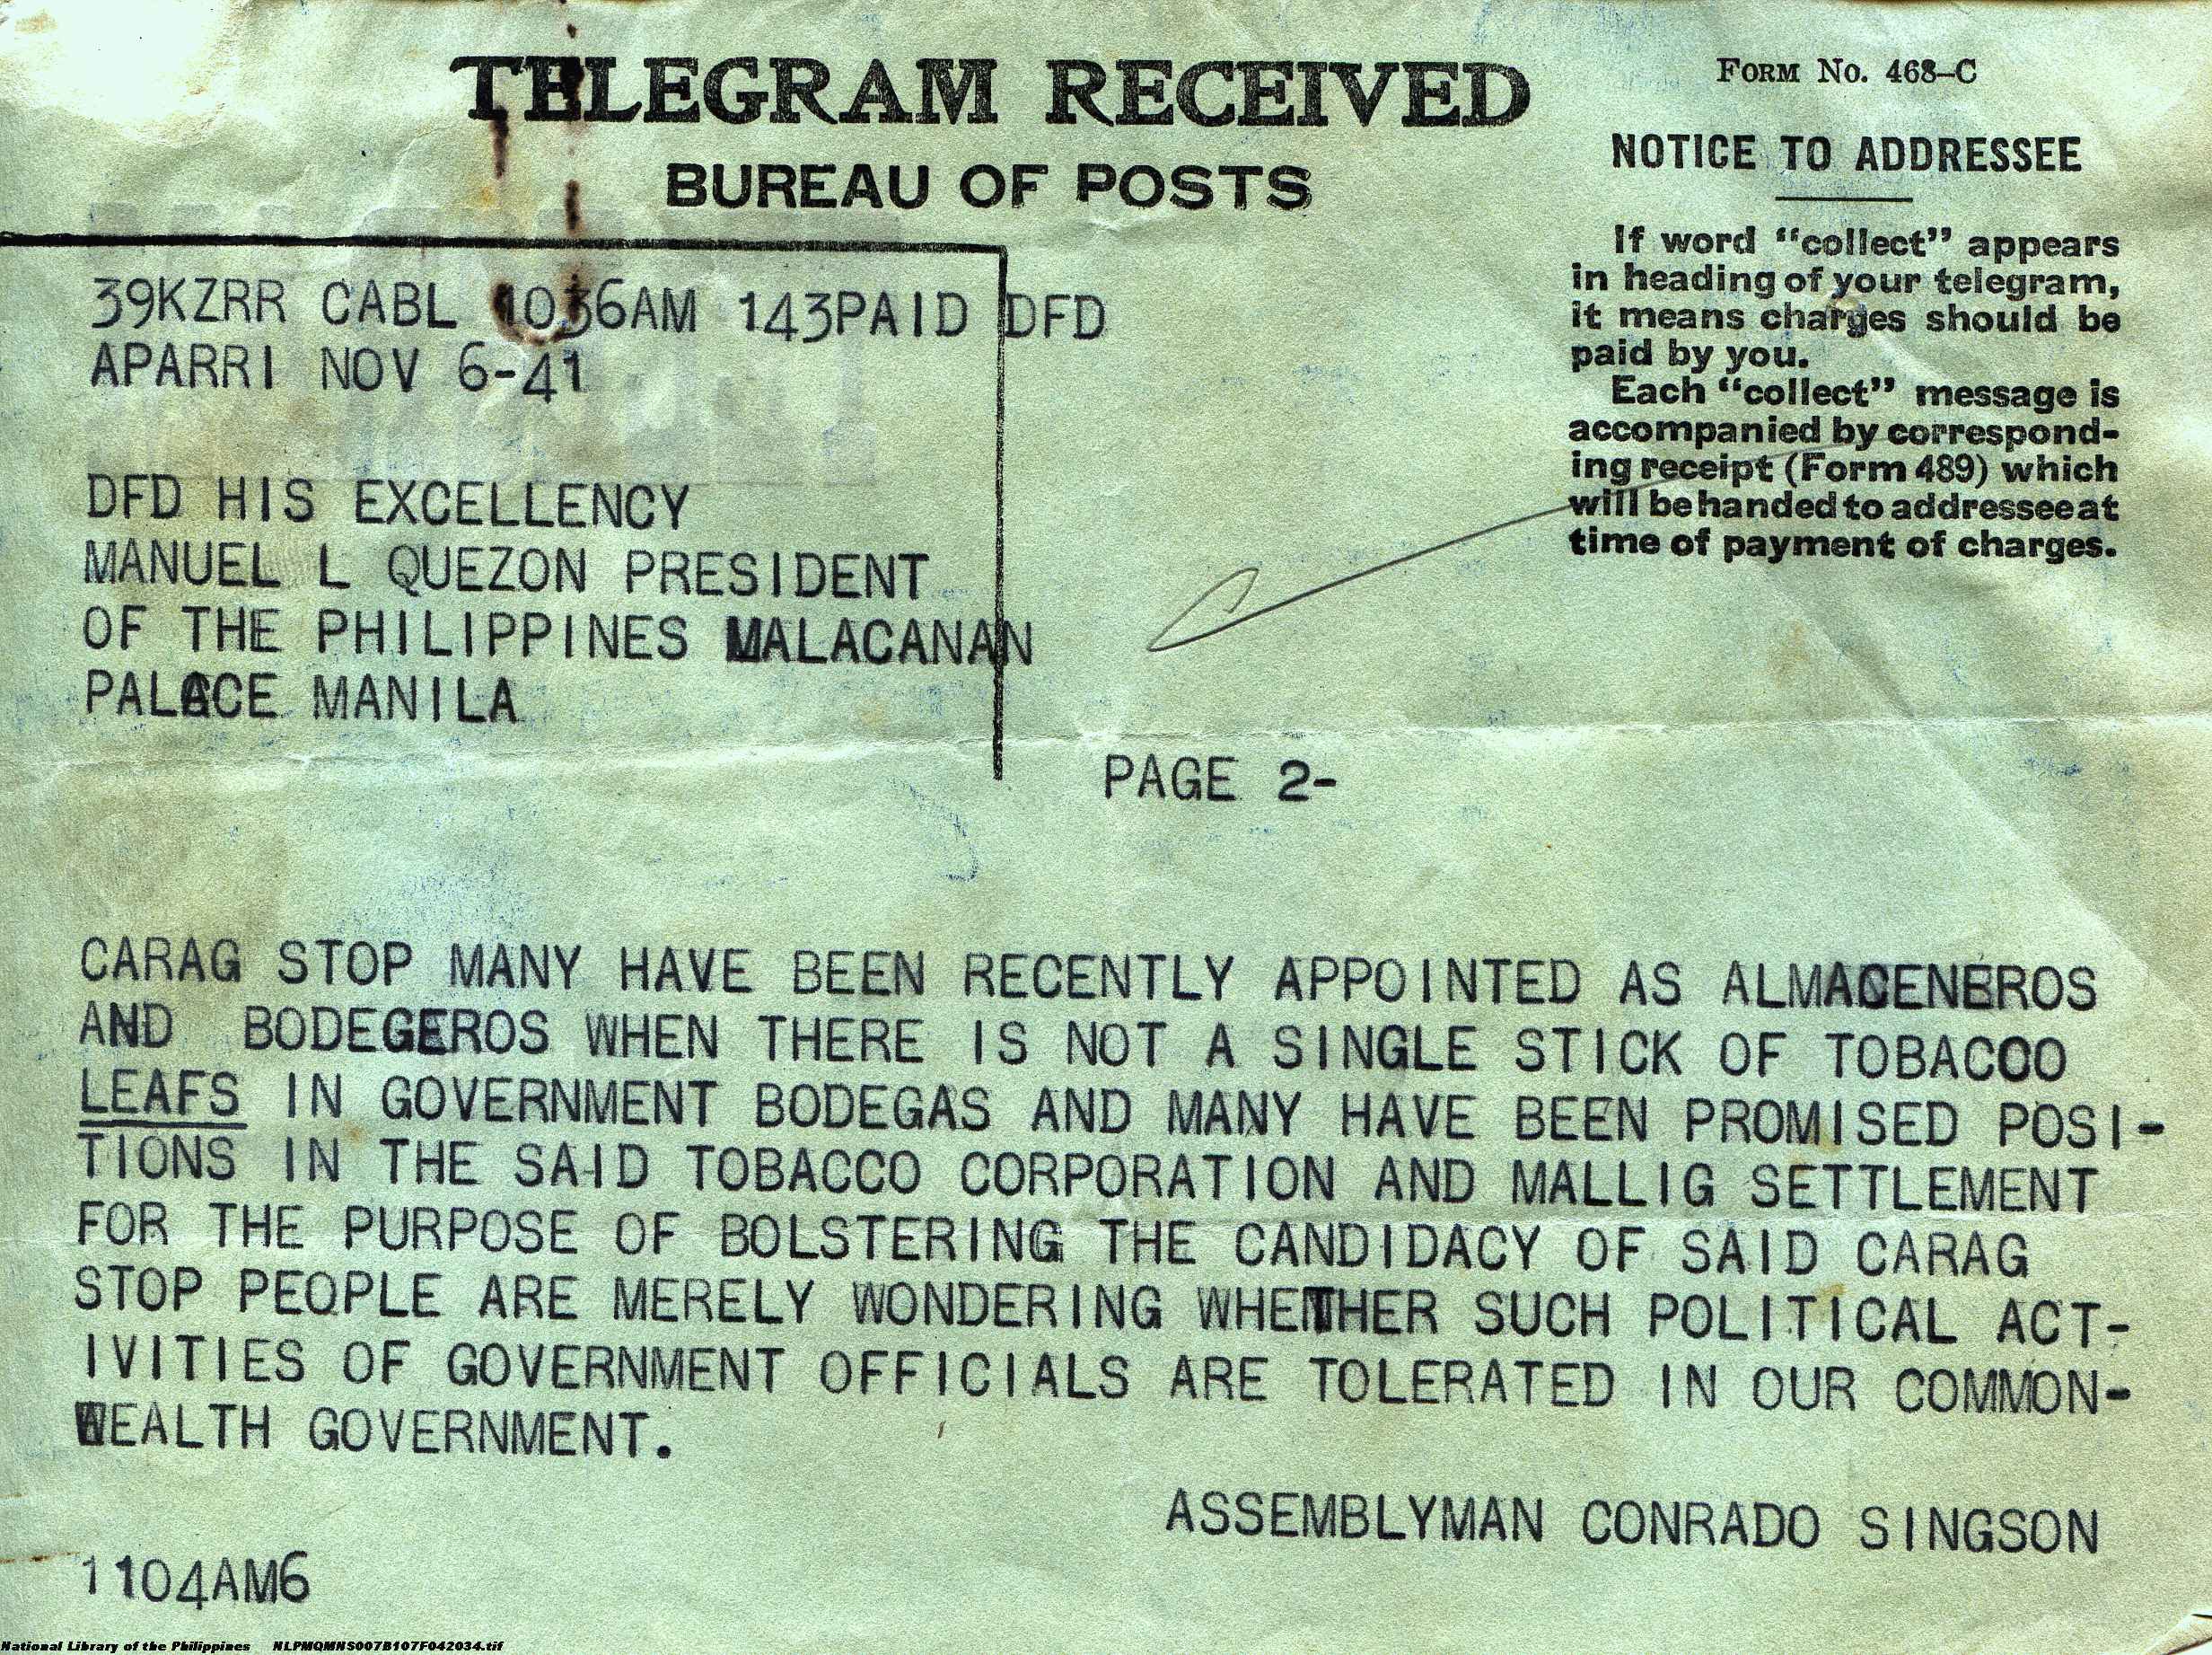 TELEGRAM RECEIVED
BUREAU OF POSTS
FORM NO. 468-C
NOTICE TO ADDRESSEE
If word "collect" appears
in heading of your telegram,
it means charges should be
paid by you.
Each "collect" message is
accompanied by correspond-
ing receipt (Form 489) which
will be handed to addressee at
time of payment of charges.
39KZRR CABL 1036AM 143PAID DFD
APARRI NOV 6-41
DFD HIS EXCELLENCY
MANUEL L QUEZON PRESIDENT
OF THE PHILIPPINES MALACANAN
PALACE MANILA
PAGE 2-
CARAG STOP MANY HAVE BEEN RECENTLY APPOINTED AS ALMACENEROS
AND BODEGEROS WHEN THERE IS NOT A SINGLE STICK OF TOBACCO
LEAFS IN GOVERNMENT BODEGAS AND MANY HAVE BEEN PROMISED POSI-
TIONS IN THE SAID TOBACCO CORPORATION AND MALLIG SETTLEMENT
FOR THE PURPOSE OF BOLSTERING THE CANDIDACY OF SAID CARAG
STOP PEOPLE ARE MERELY WONDERING WHETHER SUCH POLITICAL ACT-
IVITIES OF GOVERNMENT OFFICIALS ARE TOLERATED IN OUR COMMON-
WEALTH GOVERNMENT.
ASSEMBLYMAN CONRADO SINGSON
1104AM6
National Library of the Philippines NLPMQMNS007B107F042034.tif